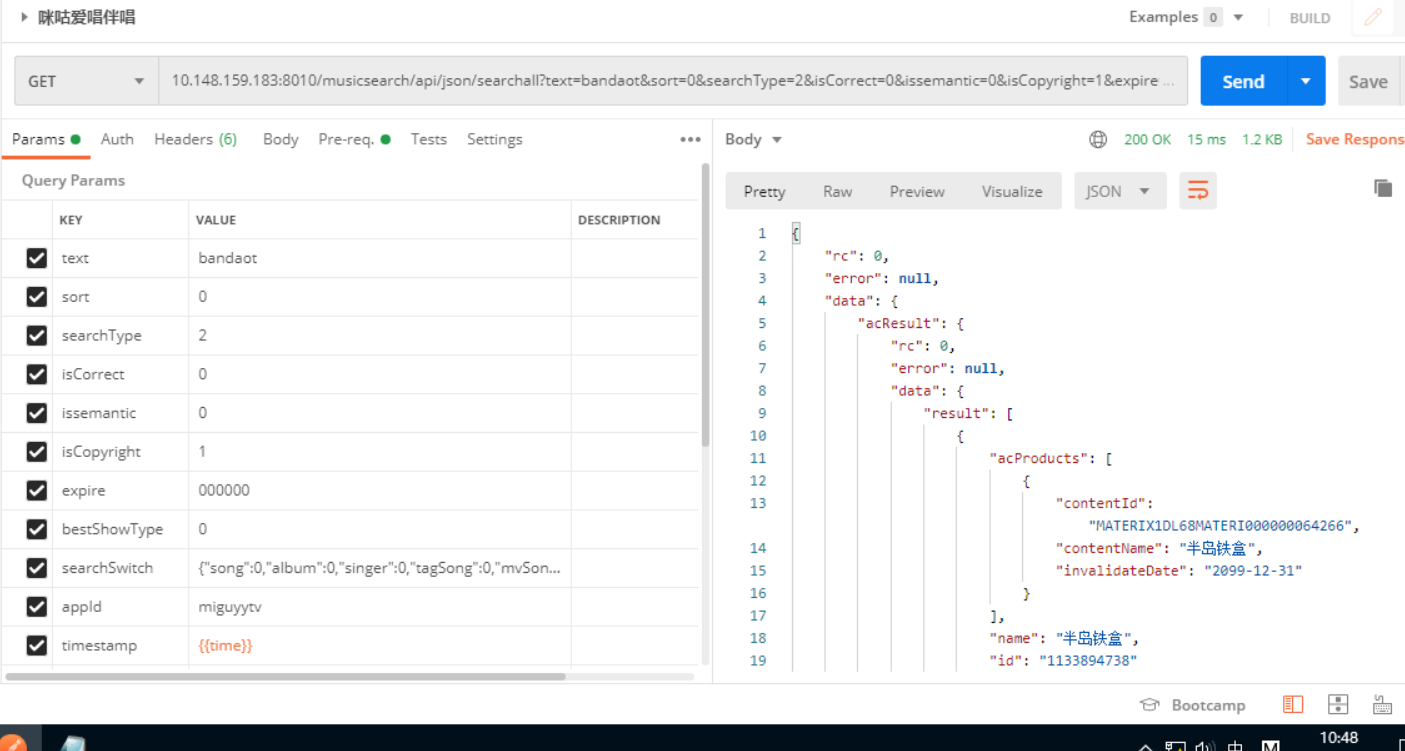 咪咕爱唱伴唱
Examples 0
BUILD
GET
10.148.159.183:8010/musicsearch/api/json/searchall?text=bandaot&sort=0&searchType=2&isCorrect=0&issemantic=0&isCopyright=1&expire ...
Send
Save
Params
Auth
Headers (6)
Body
Pre-req.
Tests
Settings
Query Params
KEY VALUE DESCRIPTION
text bandaot
sort 0
searchType 2
isCorrect 0
issemantic 0
isCopyright 1
expire 000000
bestShowType 0
searchSwitch {"song":0,"album":0,"singer":0,"tagSong":0,"mvSon...
appId miguyytv
timestamp {{time}}
Body
200 OK 15 ms 1.2 KB Save Respons
Pretty Raw Preview Visualize JSON
1 {
2 "rc": 0,
3 "error": null,
4 "data": {
5 "acResult": {
6 "rc": 0,
7 "error": null,
8 "data": {
9 "result": [
10 {
11 "acProducts": [
12 {
13 "contentId":
"MATERIX1DL68MATERI000000064266",
14 "contentName": "半岛铁盒",
15 "invalidateDate": "2099-12-31"
16 }
17 ],
18 "name": "半岛铁盒",
19 "id": "1133894738"
Bootcamp
中 M 10:48